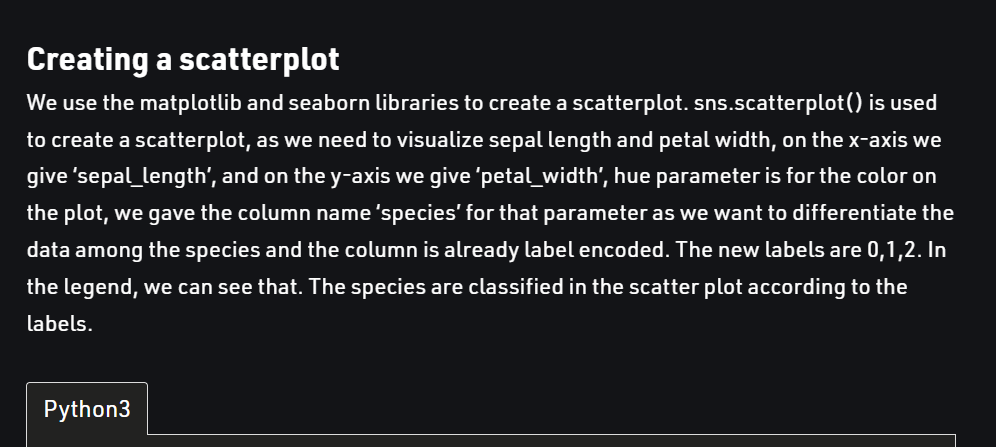 Creating a scatterplot
We use the matplotlib and seaborn libraries to create a scatterplot. sns.scatterplot() is used
to create a scatterplot, as we need to visualize sepal length and petal width, on the x-axis we
give ‘sepal_length’, and on the y-axis we give ‘petal_width’, hue parameter is for the color on
the plot, we gave the column name ‘species’ for that parameter as we want to differentiate the
data among the species and the column is already label encoded. The new labels are 0,1,2. In
the legend, we can see that. The species are classified in the scatter plot according to the
labels.
Python3